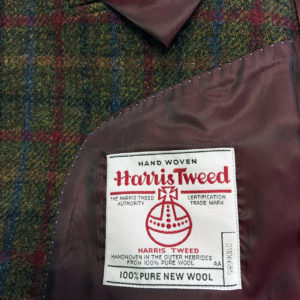 HAND WOVEN
Harris Tweed
THE HARRIS TWEED AUTHORITY
CERTIFICATION TRADE MARK
HARRIS TWEED
HANDWOVEN IN THE OUTER HEBRIDES
FROM 100% PURE WOOL
AA
100% PURE NEW WOOL